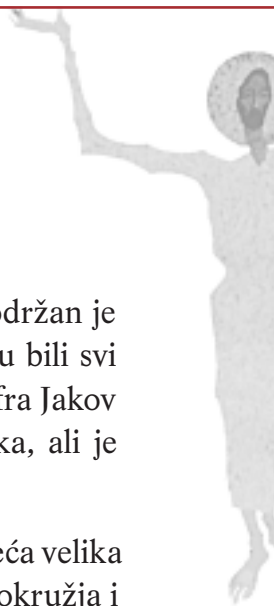 održan je
u bili svi
fra Jakov
ka, ali je
eća velika
okružja i